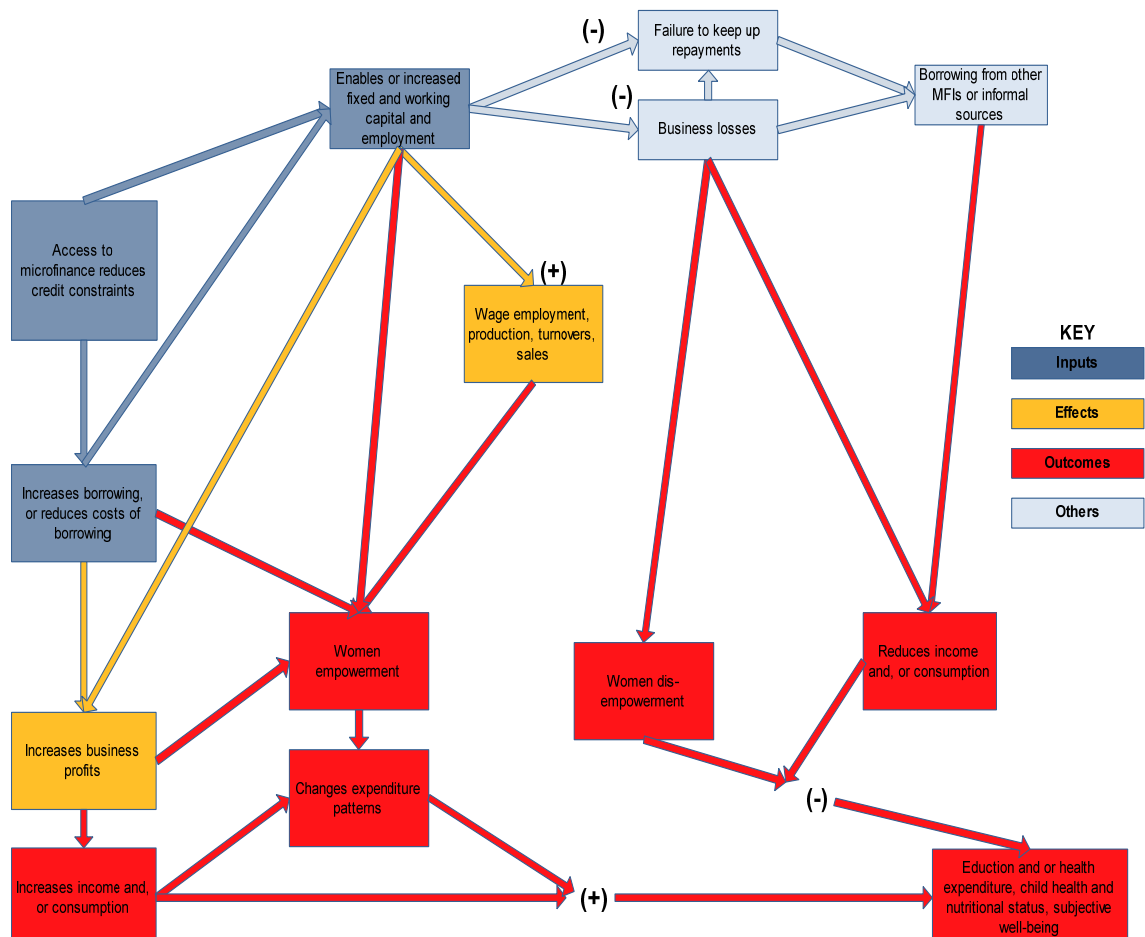 (-)
Failure to keep up
repayments
Enables or increased
fixed and working
capital and
employment
(-)
Business losses
Borrowing from other
MFIs or informal
sources
Access to
microfinance reduces
credit constraints
(+)
Wage employment,
production, turnovers,
sales
KEY
Inputs
Effects
Outcomes
Others
Increases borrowing,
or reduces costs of
borrowing
Women
empowerment
Women dis-
empowerment
Reduces income
and, or consumption
Increases business
profits
Changes expenditure
patterns
(-)
Increases income and,
or consumption
(+)
Eduction and or health
expenditure, child health and
nutritional status, subjective
well-being